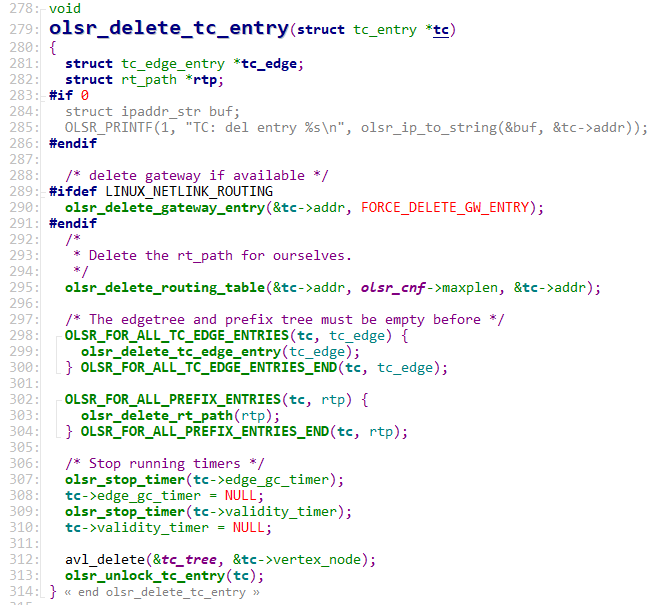 278: void
279: olsr_delete_tc_entry(struct tc_entry *tc)
280: {
281: struct tc_edge_entry *tc_edge;
282: struct rt_path *rtp;
283: #if 0
284: struct ipaddr_str buf;
285: OLSR_PRINTF(1, "TC: del entry %s\n", olsr_ip_to_string(&buf, &tc->addr));
286: #endif
287:
288: /* delete gateway if available */
289: #ifdef LINUX_NETLINK_ROUTING
290: olsr_delete_gateway_entry(&tc->addr, FORCE_DELETE_GW_ENTRY);
291: #endif
292: /*
293: * Delete the rt_path for ourselves.
294: */
295: olsr_delete_routing_table(&tc->addr, olsr_cnf->maxplen, &tc->addr);
296:
297: /* The edgetree and prefix tree must be empty before */
298: OLSR_FOR_ALL_TC_EDGE_ENTRIES(tc, tc_edge) {
299: olsr_delete_tc_edge_entry(tc_edge);
300: } OLSR_FOR_ALL_TC_EDGE_ENTRIES_END(tc, tc_edge);
301:
302: OLSR_FOR_ALL_PREFIX_ENTRIES(tc, rtp) {
303: olsr_delete_rt_path(rtp);
304: } OLSR_FOR_ALL_PREFIX_ENTRIES_END(tc, rtp);
305:
306: /* Stop running timers */
307: olsr_stop_timer(tc->edge_gc_timer);
308: tc->edge_gc_timer = NULL;
309: olsr_stop_timer(tc->validity_timer);
310: tc->validity_timer = NULL;
311:
312: avl_delete(&tc_tree, &tc->vertex_node);
313: olsr_unlock_tc_entry(tc);
314: } « end olsr_delete_tc_entry »